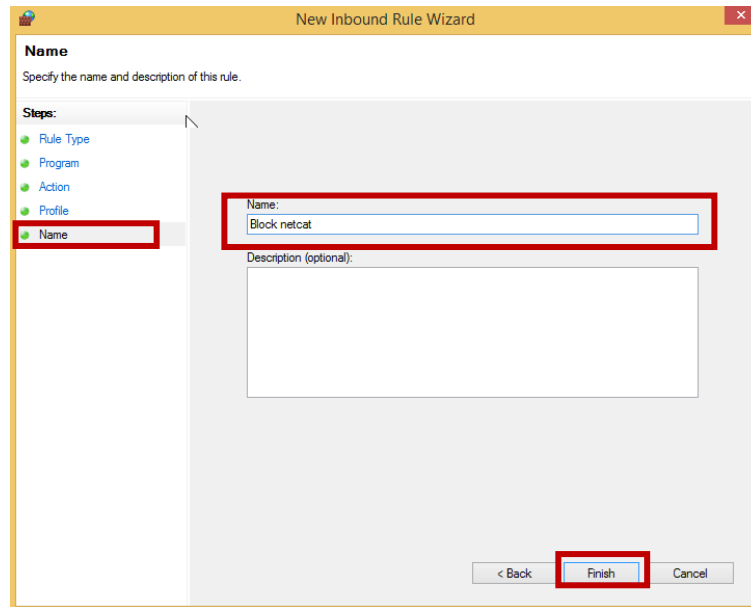 New Inbound Rule Wizard
Name
Specify the name and description of this rule.
Steps:
Rule Type
Program
Action
Profile
Name
Name:
Block netcat
Description (optional):
< Back
Finish
Cancel